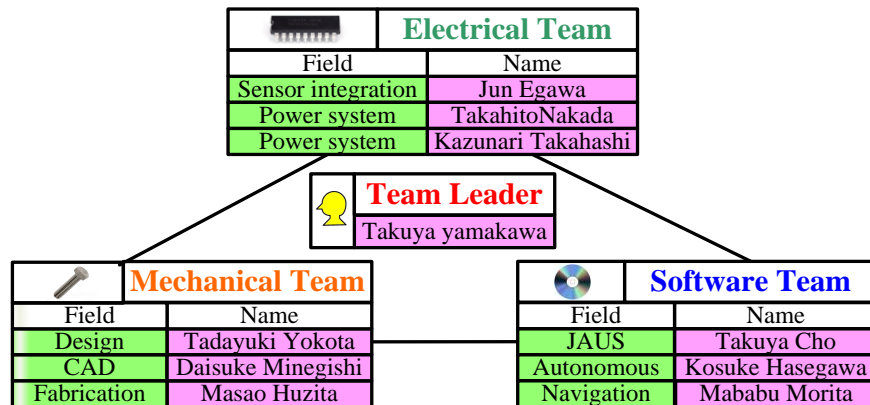 Electrical Team
Field Name
Sensor integration Jun Egawa
Power system TakahitoNakada
Power system Kazunari Takahashi
Team Leader
Takuya yamakawa
Mechanical Team
Field Name
Design Tadayuki Yokota
CAD Daisuke Minegishi
Fabrication Masao Huzita
Software Team
Field Name
JAUS Takuya Cho
Autonomous Kosuke Hasegawa
Navigation Mababu Morita